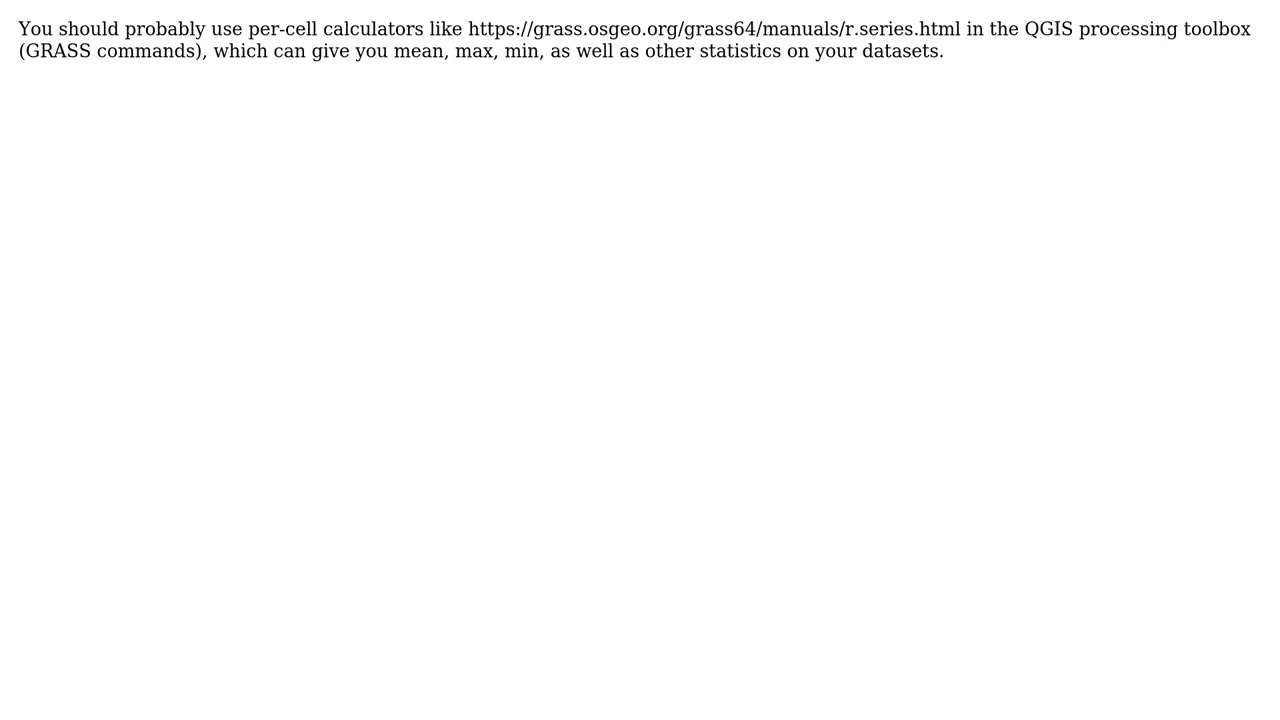 You should probably use per-cell calculators like https://grass.osgeo.org/grass64/manuals/r.series.html in the QGIS processing toolbox
(GRASS commands), which can give you mean, max, min, as well as other statistics on your datasets.